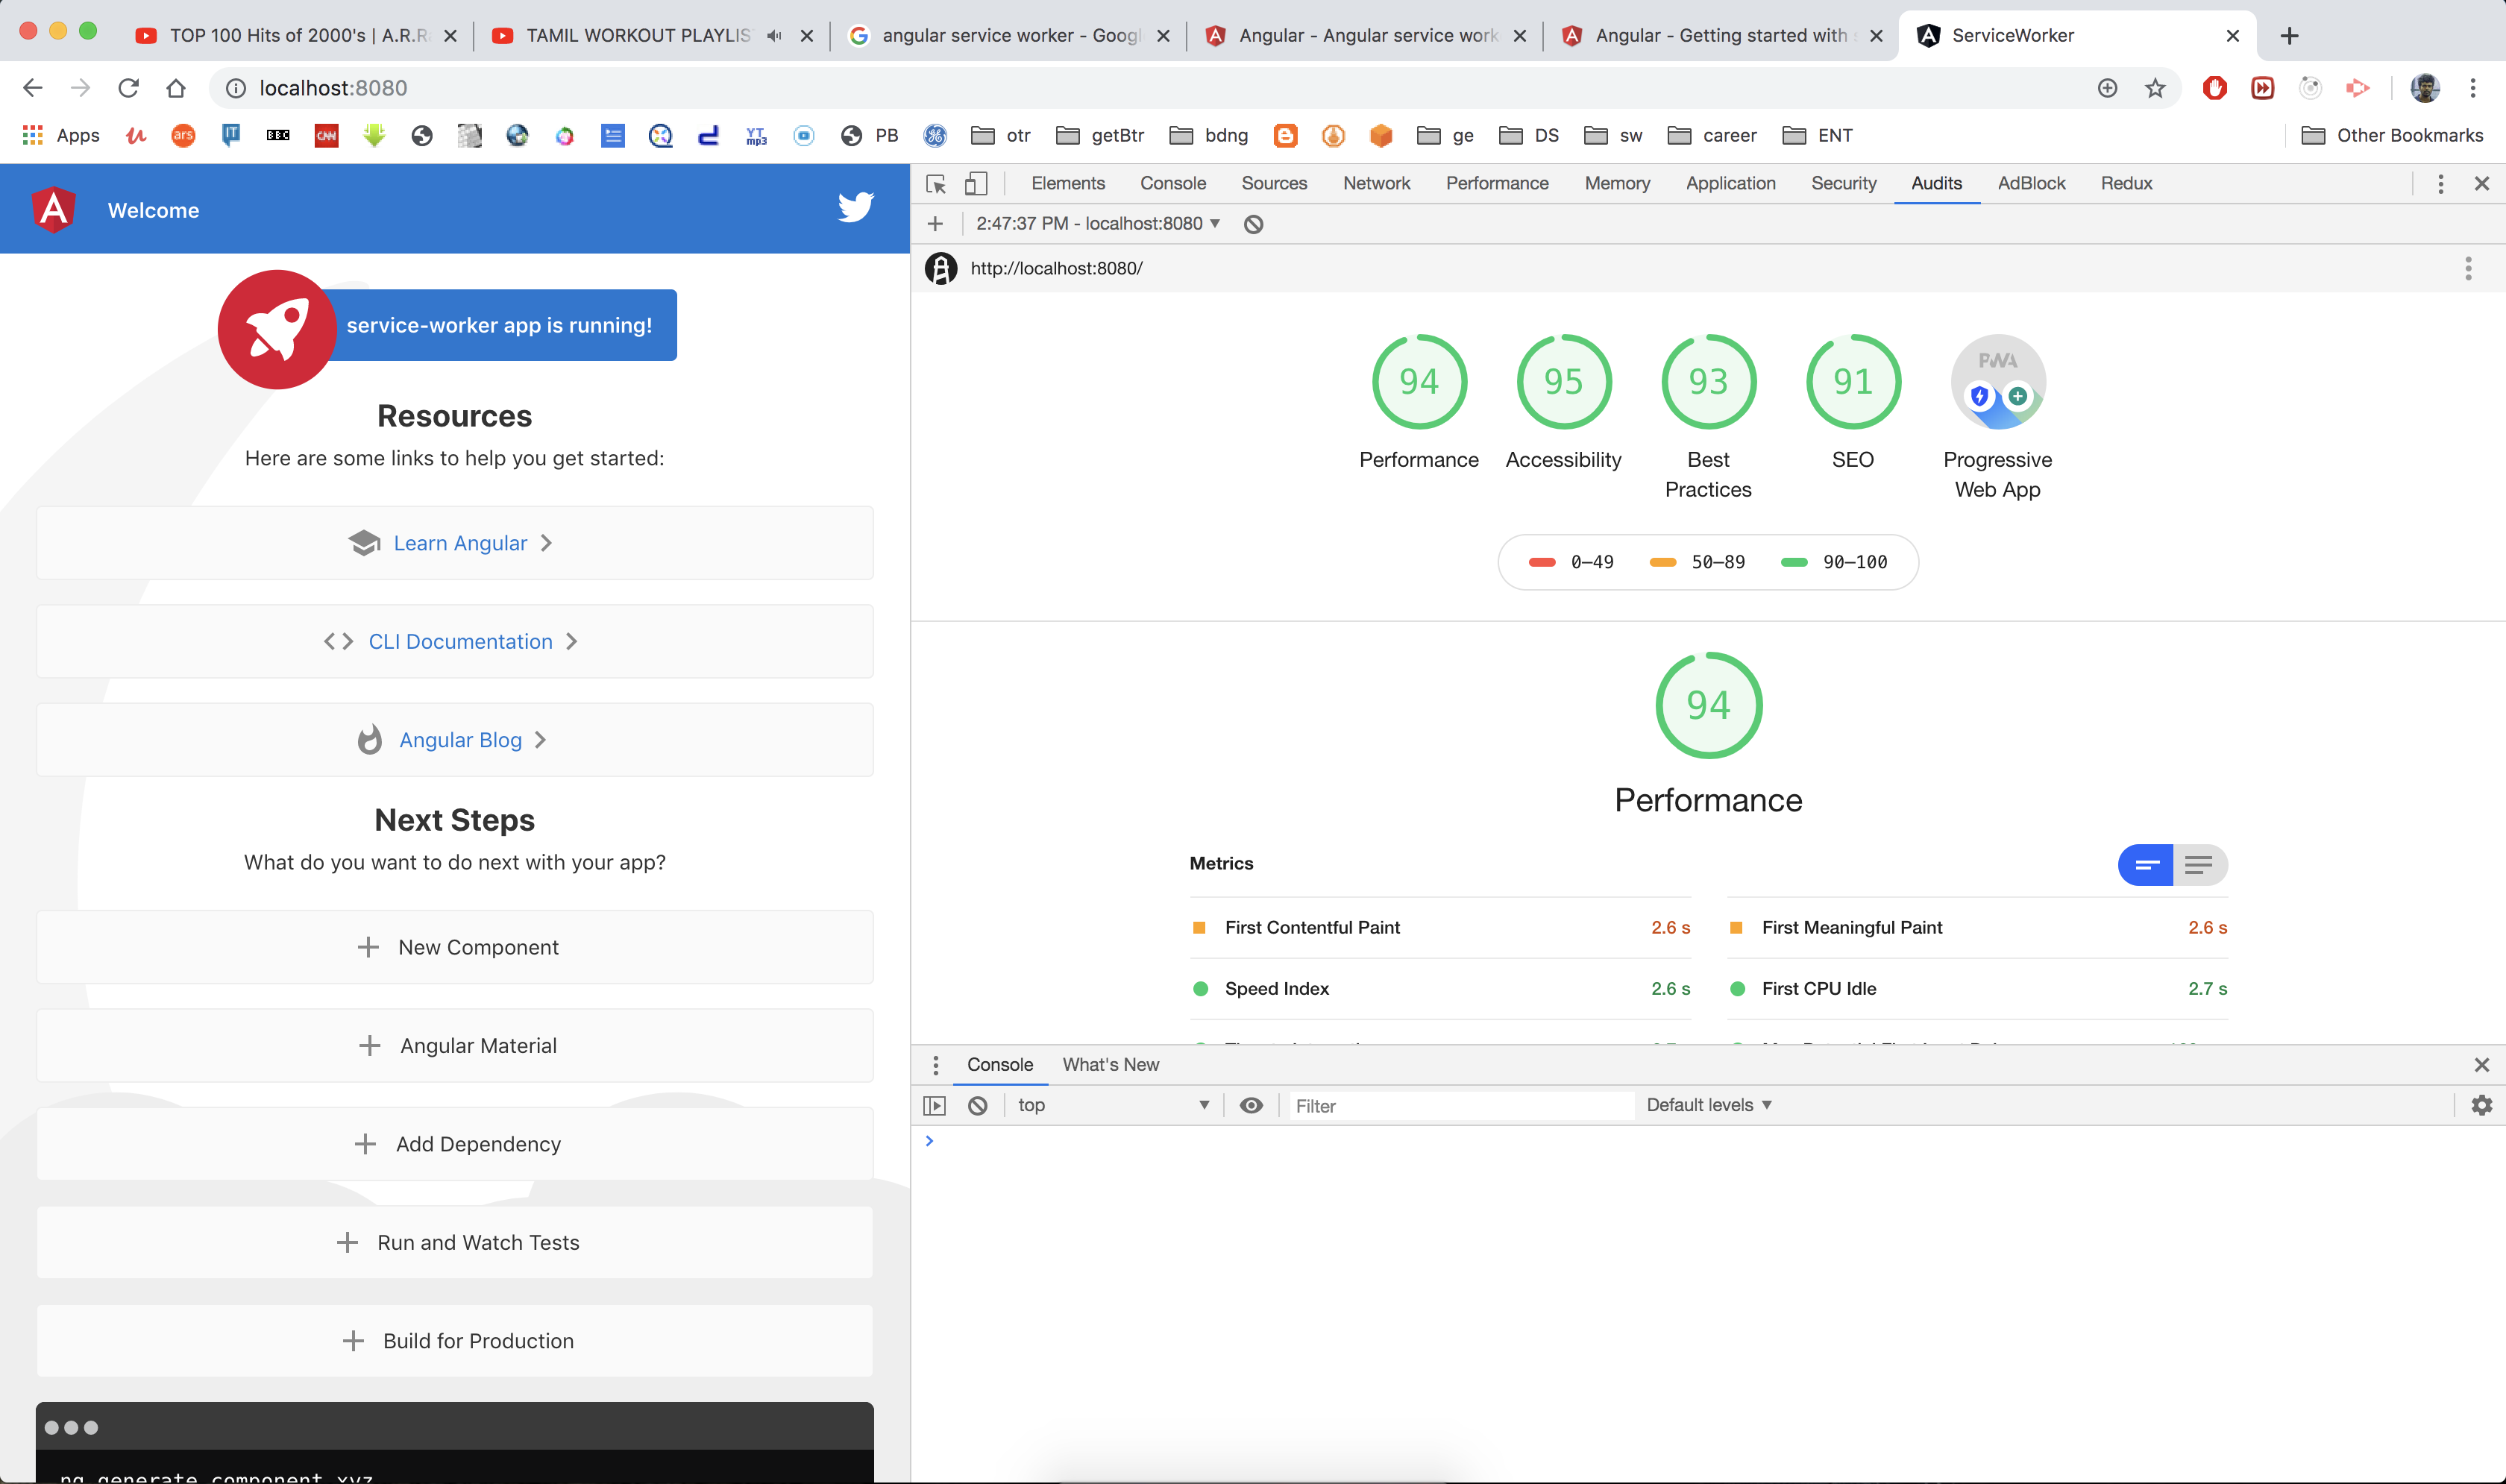 TOP 100 Hits of 2000's | A.R.R
TAMIL WORKOUT PLAYLIS
angular service worker - Googl
Angular - Angular service work
Angular - Getting started with s
ServiceWorker
localhost:8080
Apps
ars
IT
BBC
CNN
YT mp3
PB
otr
getBtr
bdng
ge
DS
sw
career
ENT
Other Bookmarks
Welcome
service-worker app is running!
Resources
Here are some links to help you get started:
Learn Angular
CLI Documentation
Angular Blog
Next Steps
What do you want to do next with your app?
New Component
Angular Material
Add Dependency
Run and Watch Tests
Build for Production
ng generate component xyz
Elements Console Sources Network Performance Memory Application Security Audits AdBlock Redux
2:47:37 PM - localhost:8080
http://localhost:8080/
94
Performance
95
Accessibility
93
Best
Practices
91
SEO
PWA
Progressive
Web App
0–49 50–89 90–100
94
Performance
Metrics
First Contentful Paint 2.6 s
First Meaningful Paint 2.6 s
Speed Index 2.6 s
First CPU Idle 2.7 s
Console What's New
top Filter Default levels